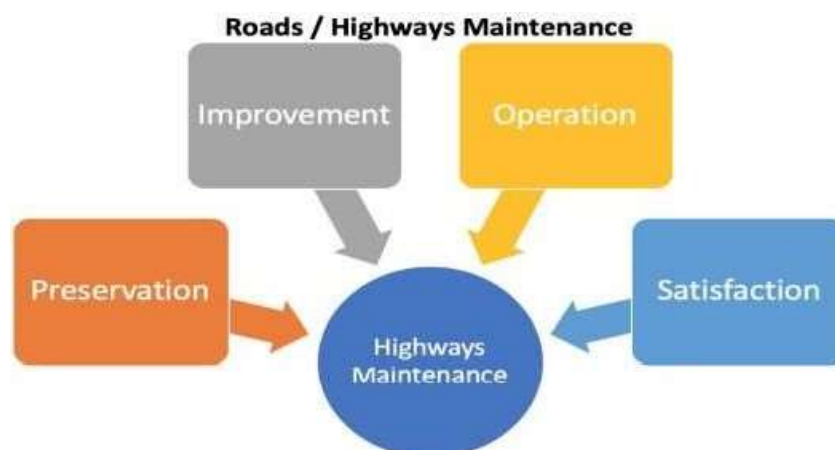 Roads / Highways Maintenance
Improvement
Operation
Preservation
Satisfaction
Highways
Maintenance